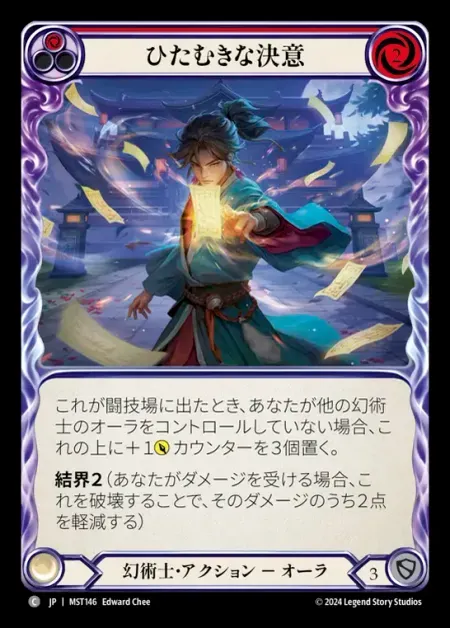 ひたむきな決意
2
これが闘技場に出たとき、あなたが他の幻術
士のオーラをコントロールしていない場合、こ
れの上に＋1カウンターを3個置く。
結界2（あなたがダメージを受ける場合、こ
れを破壊することで、そのダメージのうち2点
を軽減する）
幻術士・アクション － オーラ
3
C JP | MST146 Edward Chee
© 2024 Legend Story Studios